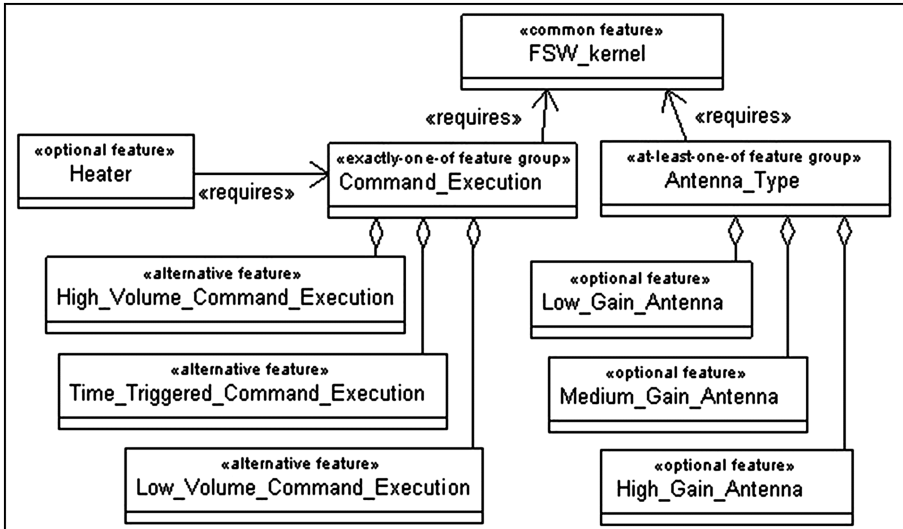 «common feature»
FSW_kernel
«requires»
«requires»
«optional feature»
Heater
«requires»
«exactly-one-of feature group»
Command_Execution
«at-least-one-of feature group»
Antenna_Type
«alternative feature»
High_Volume_Command_Execution
«optional feature»
Low_Gain_Antenna
«alternative feature»
Time_Triggered_Command_Execution
«optional feature»
Medium_Gain_Antenna
«alternative feature»
Low_Volume_Command_Execution
«optional feature»
High_Gain_Antenna